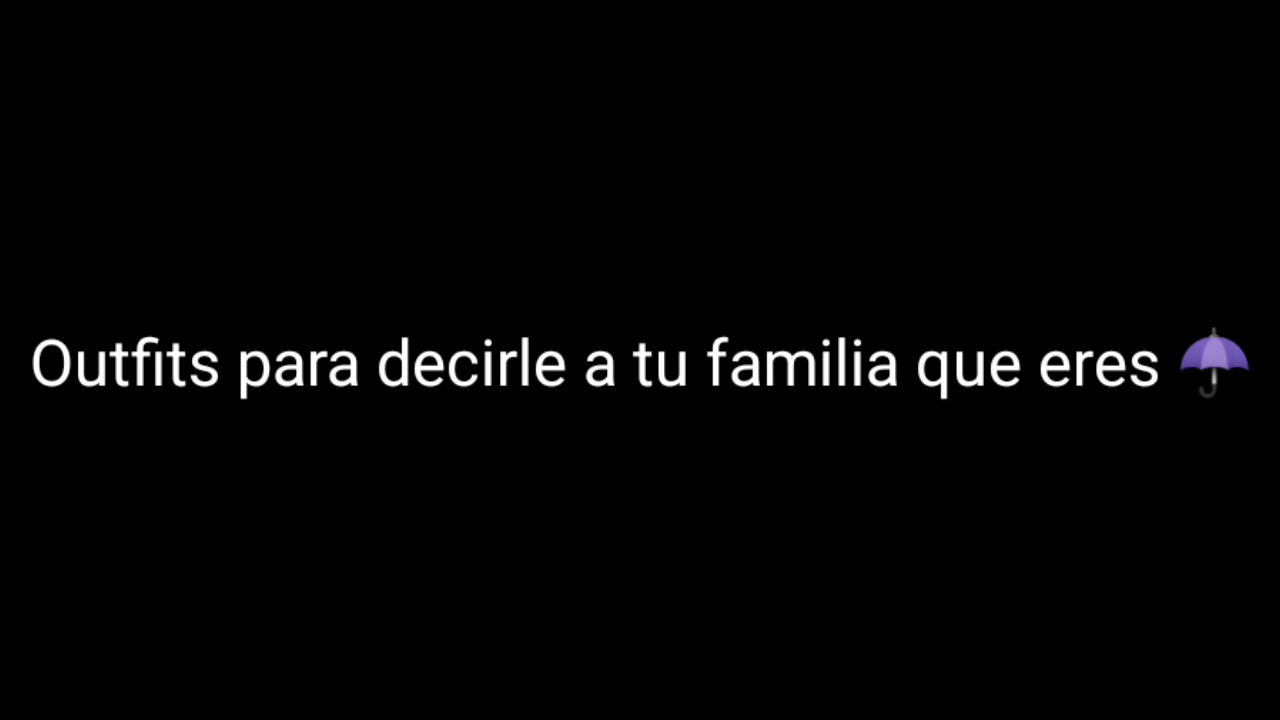 Outfits para decirle a tu familia que eres ☂️